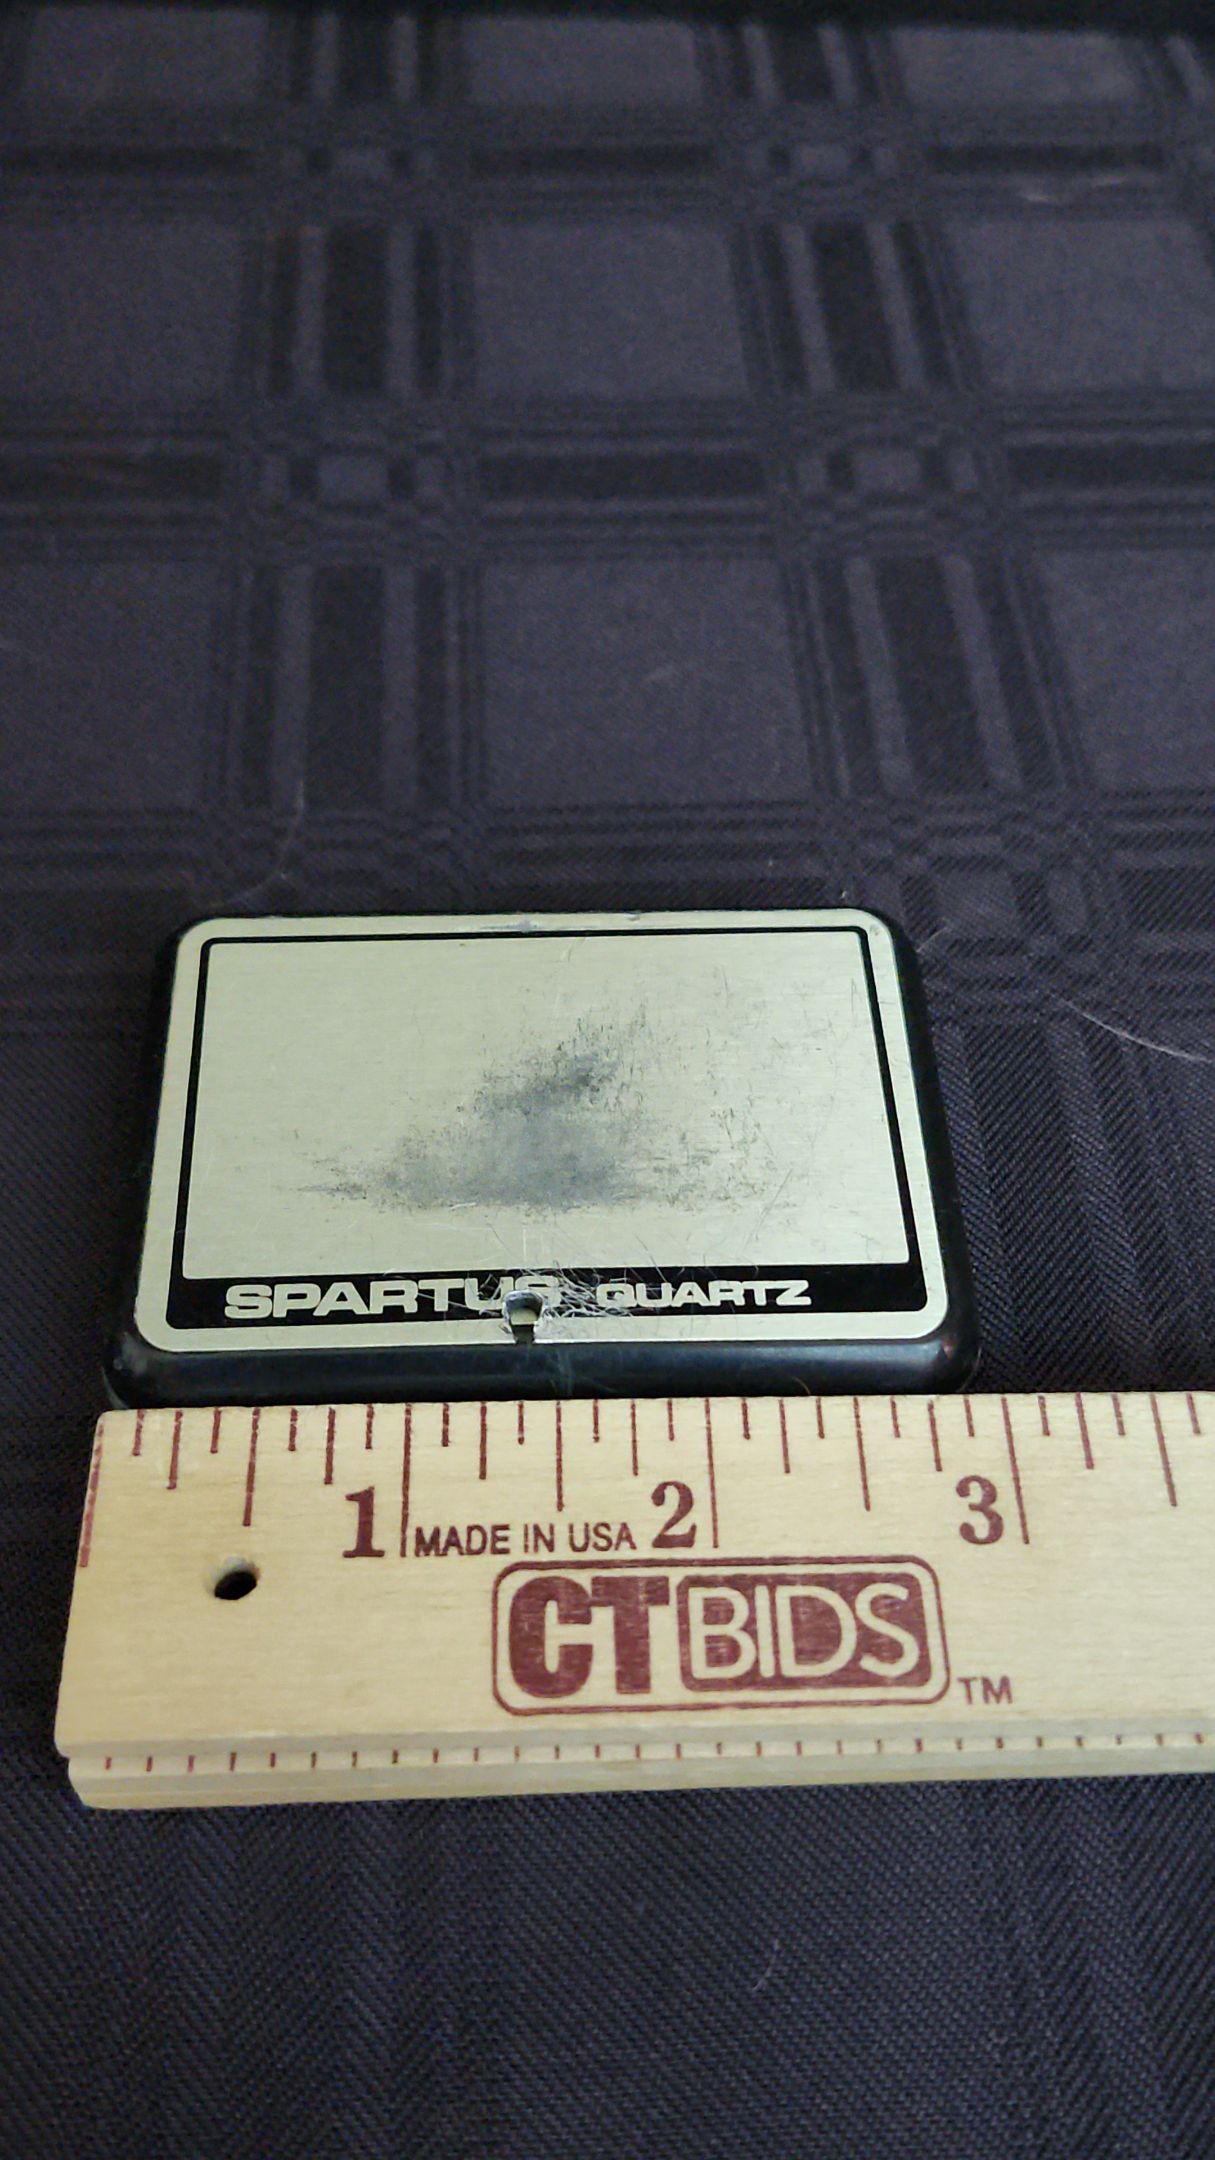 SPARTUS QUARTZ
1 MADE IN USA 2 3
CTBIDS TM